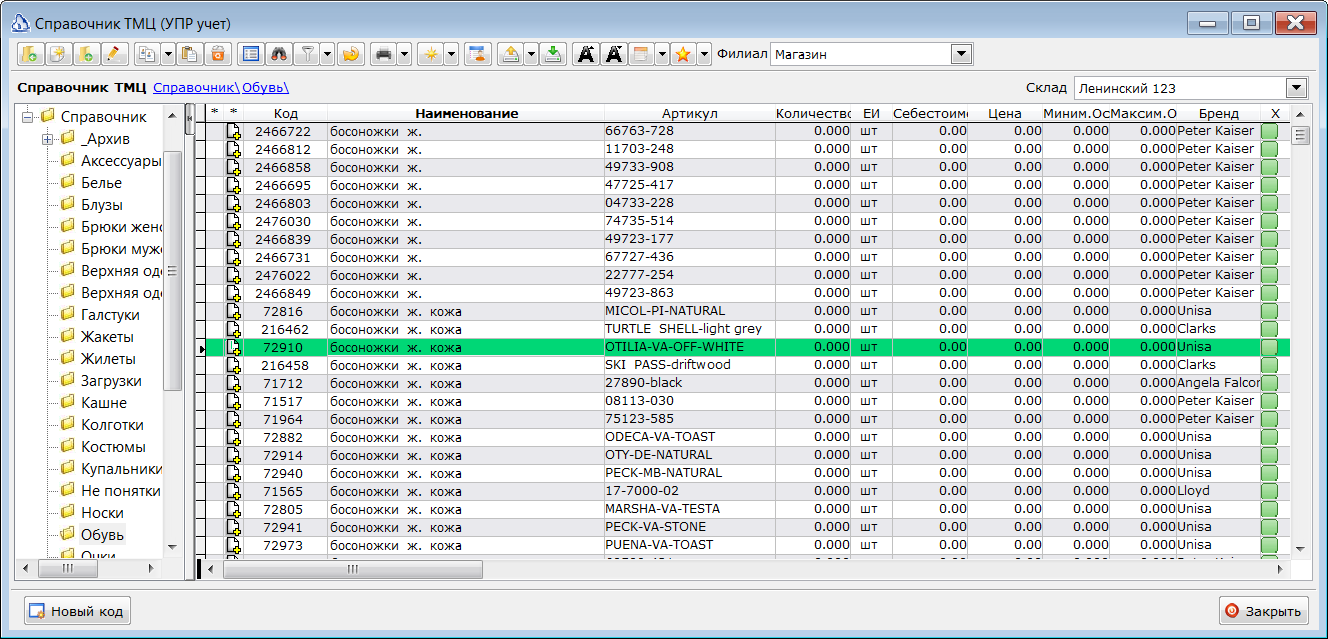 Справочник ТМЦ (УПР учет)
Филиал Магазин
Справочник ТМЦ Справочник\Обувь\
Склад Ленинский 123
Справочник
_Архив
Аксессуары
Белье
Блузы
Брюки женс
Брюки муже
Верхняя оде
Верхняя оде
Галстуки
Жакеты
Жилеты
Загрузки
Кашне
Колготки
Костюмы
Купальники
Не понятки
Носки
Обувь
Очки
* * Код Наименование Артикул Количество ЕИ Себестоимо Цена Миним.Ос Максим.О Бренд X
2466722 босоножки ж. 66763-728 0.000 шт 0.00 0.00 0.000 0.000 Peter Kaiser
2466812 босоножки ж. 11703-248 0.000 шт 0.00 0.00 0.000 0.000 Peter Kaiser
2466858 босоножки ж. 49733-908 0.000 шт 0.00 0.00 0.000 0.000 Peter Kaiser
2466695 босоножки ж. 47725-417 0.000 шт 0.00 0.00 0.000 0.000 Peter Kaiser
2466803 босоножки ж. 04733-228 0.000 шт 0.00 0.00 0.000 0.000 Peter Kaiser
2476030 босоножки ж. 74735-514 0.000 шт 0.00 0.00 0.000 0.000 Peter Kaiser
2466839 босоножки ж. 49723-177 0.000 шт 0.00 0.00 0.000 0.000 Peter Kaiser
2466731 босоножки ж. 67727-436 0.000 шт 0.00 0.00 0.000 0.000 Peter Kaiser
2476022 босоножки ж. 22777-254 0.000 шт 0.00 0.00 0.000 0.000 Peter Kaiser
2466849 босоножки ж. 49723-863 0.000 шт 0.00 0.00 0.000 0.000 Peter Kaiser
72816 босоножки ж. кожа MICOL-PI-NATURAL 0.000 шт 0.00 0.00 0.000 0.000 Unisa
216462 босоножки ж. кожа TURTLE SHELL-light grey 0.000 шт 0.00 0.00 0.000 0.000 Clarks
72910 босоножки ж. кожа OTILIA-VA-OFF-WHITE 0.000 шт 0.00 0.00 0.000 0.000 Unisa
216458 босоножки ж. кожа SKI PASS-driftwood 0.000 шт 0.00 0.00 0.000 0.000 Clarks
71712 босоножки ж. кожа 27890-black 0.000 шт 0.00 0.00 0.000 0.000 Angela Falcon
71517 босоножки ж. кожа 08113-030 0.000 шт 0.00 0.00 0.000 0.000 Peter Kaiser
71964 босоножки ж. кожа 75123-585 0.000 шт 0.00 0.00 0.000 0.000 Peter Kaiser
72882 босоножки ж. кожа ODECA-VA-TOAST 0.000 шт 0.00 0.00 0.000 0.000 Unisa
72914 босоножки ж. кожа OTY-DE-NATURAL 0.000 шт 0.00 0.00 0.000 0.000 Unisa
72940 босоножки ж. кожа PECK-MB-NATURAL 0.000 шт 0.00 0.00 0.000 0.000 Unisa
71565 босоножки ж. кожа 17-7000-02 0.000 шт 0.00 0.00 0.000 0.000 Lloyd
72805 босоножки ж. кожа MARSHA-VA-TESTA 0.000 шт 0.00 0.00 0.000 0.000 Unisa
72941 босоножки ж. кожа PECK-VA-STONE 0.000 шт 0.00 0.00 0.000 0.000 Unisa
72973 босоножки ж. кожа PUENA-VA-TOAST 0.000 шт 0.00 0.00 0.000 0.000 Unisa
Новый код
Закрыть